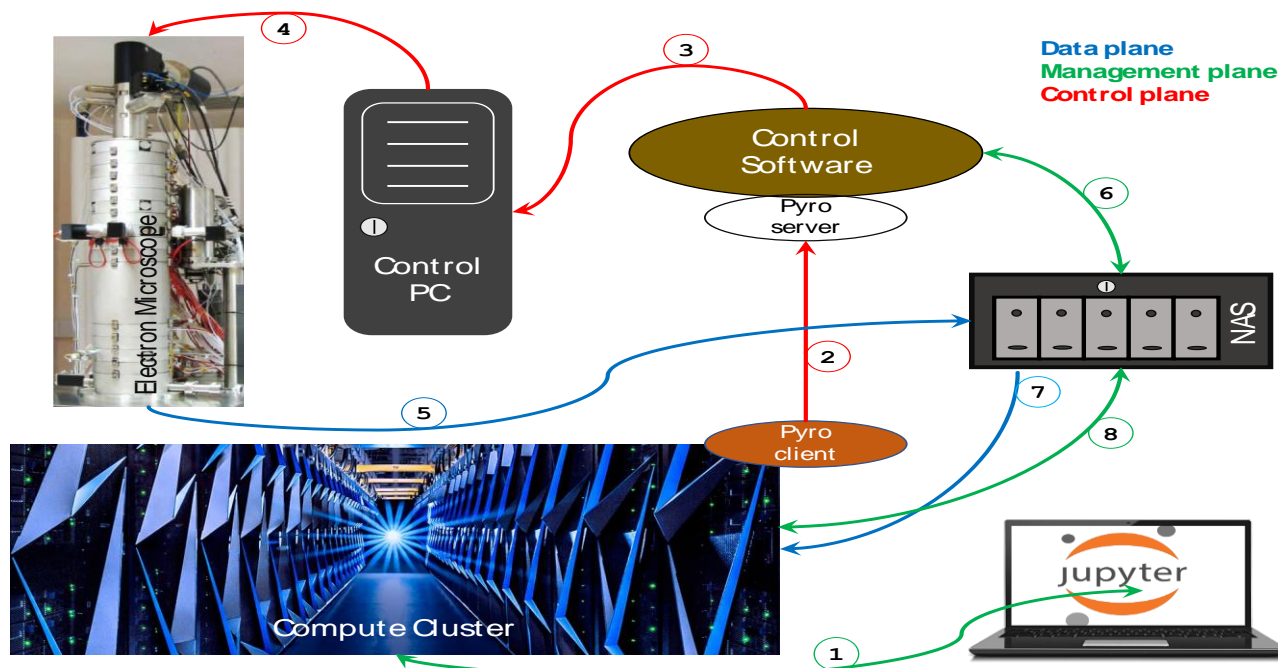 4
3
Data plane
Management plane
Control plane
Control
Software
6
Pyro
server
Electron Microscope
Control
PC
NAS
2
7
5
8
Pyro
client
jupyter
Compute Cluster
1